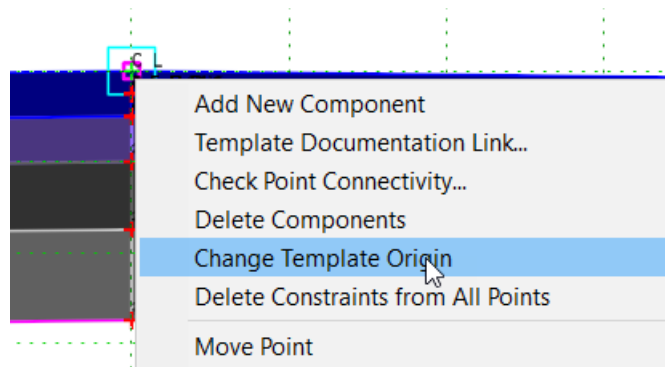 C L
Add New Component
Template Documentation Link...
Check Point Connectivity...
Delete Components
Change Template Origin
Delete Constraints from All Points
Move Point